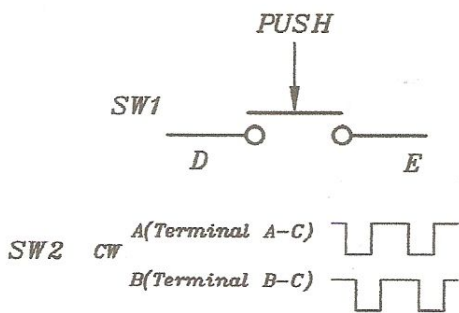 PUSH
SW1
D E
A(Terminal A-C)
SW2 CW
B(Terminal B-C)